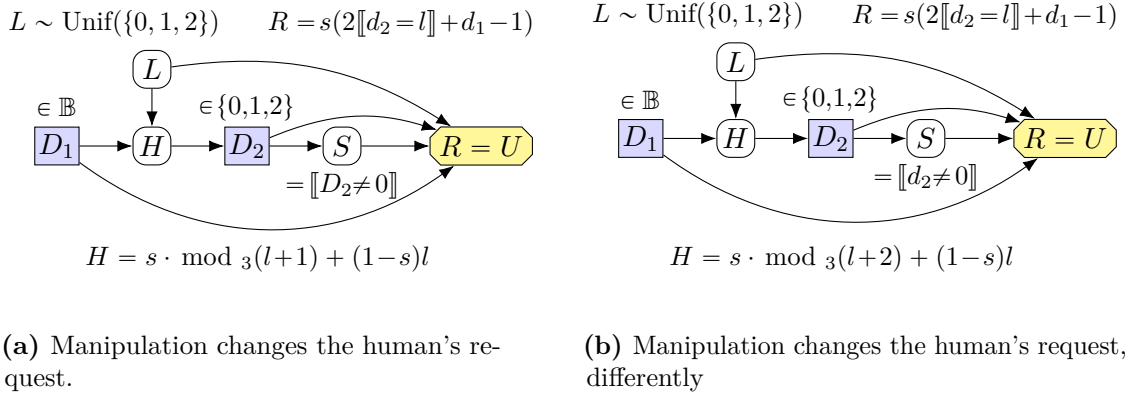 L ∼ Unif({0, 1, 2}) R = s(2⟦d₂ = l⟧+d₁−1)
L
∈ 𝔹
∈{0,1,2}
D₁ H D₂ S R = U
= ⟦D₂≠0⟧
H = s · mod ₃(l+1) + (1−s)l
(a) Manipulation changes the human's re-
quest.
L ∼ Unif({0, 1, 2}) R = s(2⟦d₂ = l⟧+d₁−1)
L
∈ 𝔹
∈{0,1,2}
D₁ H D₂ S R = U
= ⟦d₂≠0⟧
H = s · mod ₃(l+2) + (1−s)l
(b) Manipulation changes the human's request,
differently